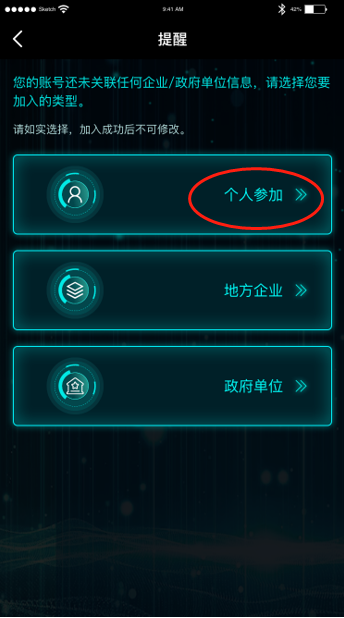 Sketch 9:41 AM 42%
提醒
您的账号还未关联任何企业/政府单位信息，请选择您要
加入的类型。
请如实选择，加入成功后不可修改。
个人参加
地方企业
政府单位